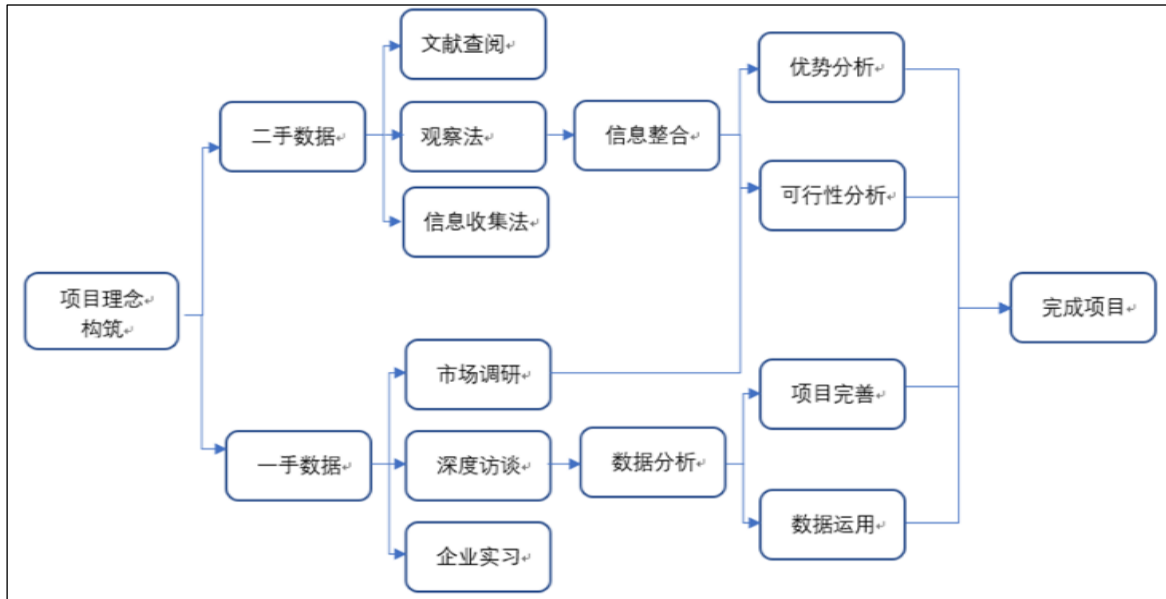 文献查阅
优势分析
二手数据
观察法
信息整合
可行性分析
信息收集法
项目理念
构筑
完成项目
市场调研
项目完善
一手数据
深度访谈
数据分析
数据运用
企业实习